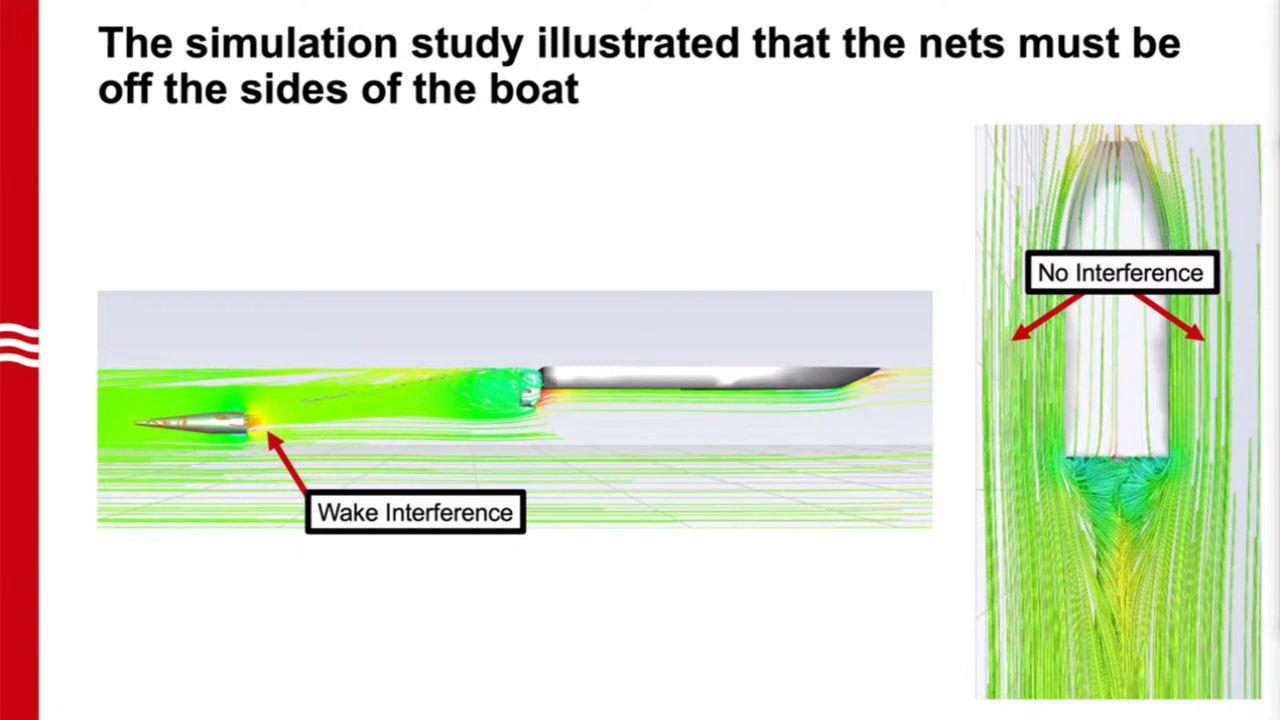 The simulation study illustrated that the nets must be
off the sides of the boat
No Interference
Wake Interference